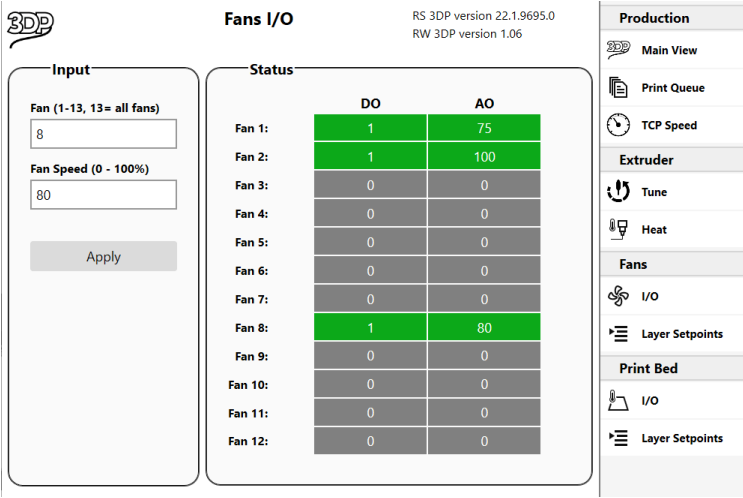 3DP
Fans I/O
RS 3DP version 22.1.9695.0
RW 3DP version 1.06
Input
Fan (1-13, 13= all fans)
8
Fan Speed (0 - 100%)
80
Apply
Status
DO AO
Fan 1: 1 75
Fan 2: 1 100
Fan 3: 0 0
Fan 4: 0 0
Fan 5: 0 0
Fan 6: 0 0
Fan 7: 0 0
Fan 8: 1 80
Fan 9: 0 0
Fan 10: 0 0
Fan 11: 0 0
Fan 12: 0 0
Production
3DP Main View
Print Queue
TCP Speed
Extruder
Tune
Heat
Fans
I/O
Layer Setpoints
Print Bed
I/O
Layer Setpoints